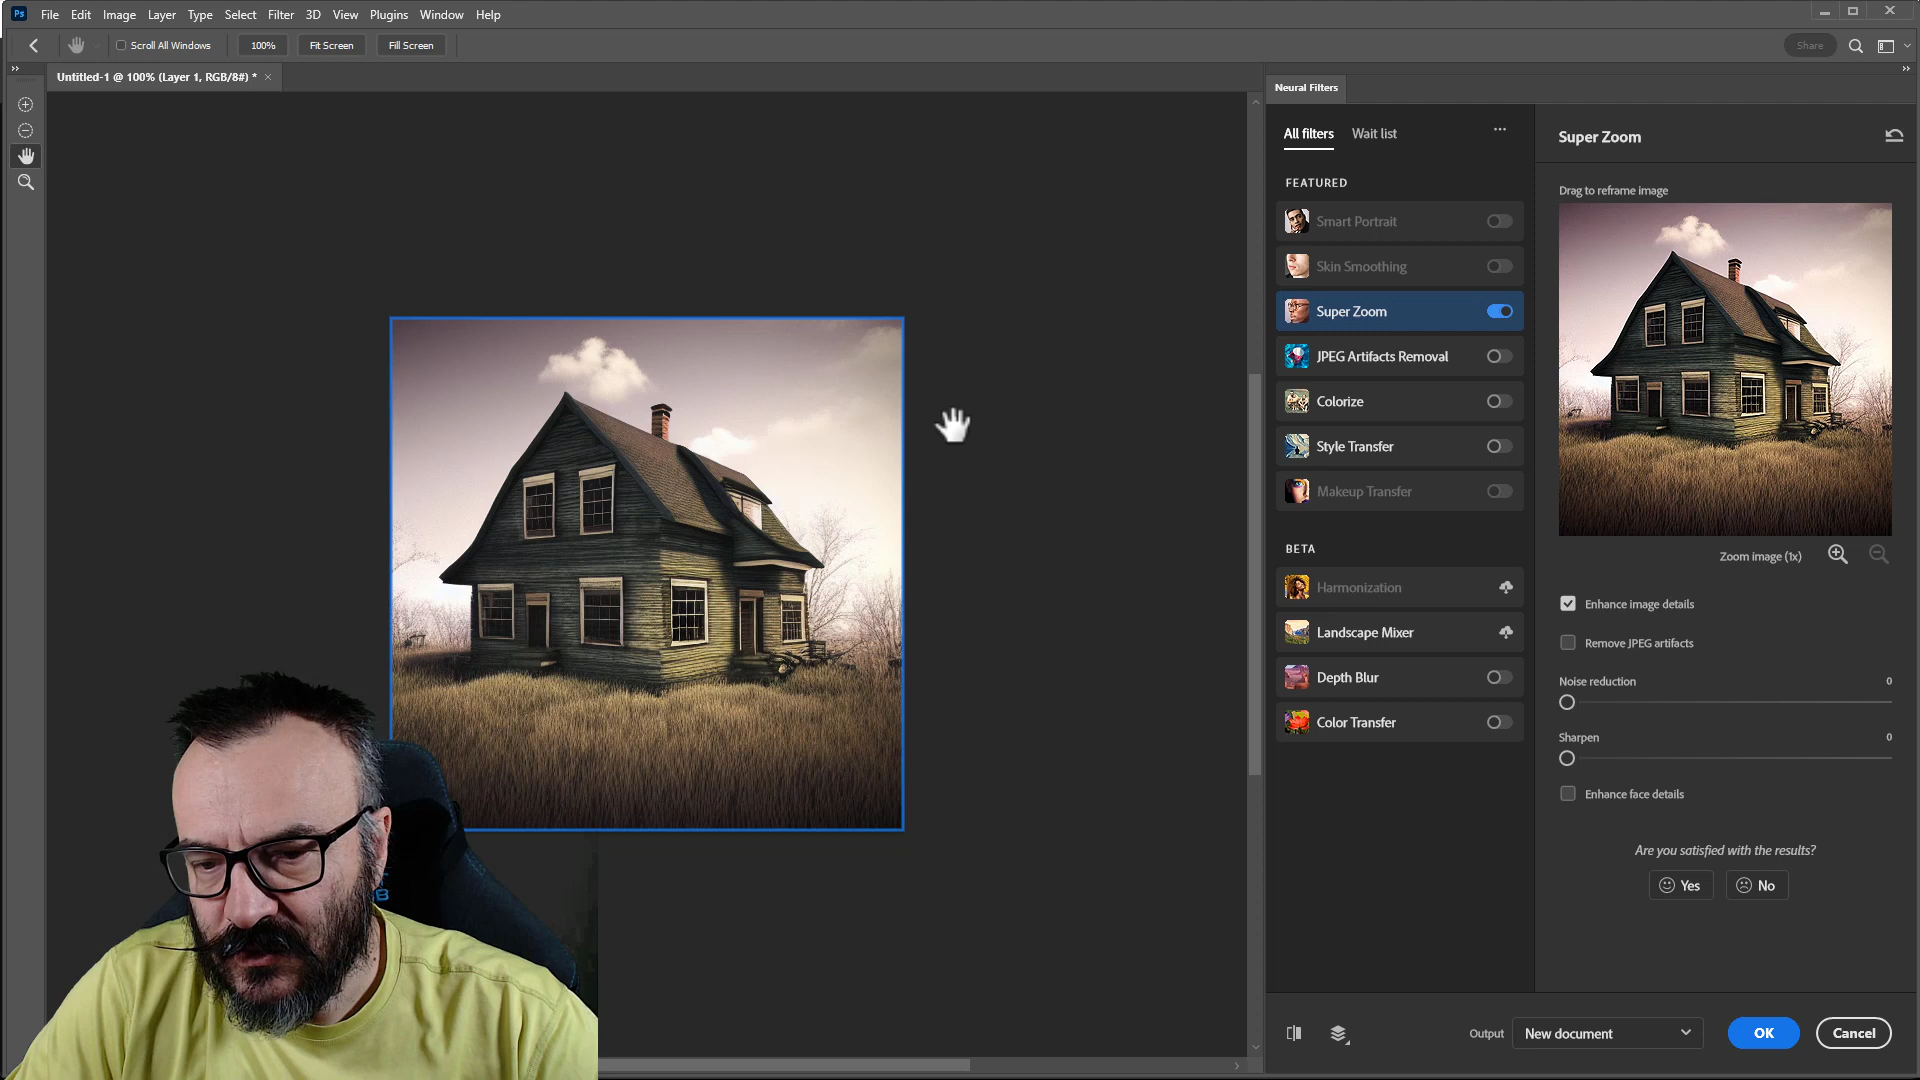 Ps File Edit Image Layer Type Select Filter 3D View Plugins Window Help
Scroll All Windows 100% Fit Screen Fill Screen Share
Untitled-1 @ 100% (Layer 1, RGB/8#) * ×
Neural Filters
All filters Wait list ...
FEATURED
Smart Portrait
Skin Smoothing
Super Zoom
JPEG Artifacts Removal
Colorize
Style Transfer
Makeup Transfer
BETA
Harmonization
Landscape Mixer
Depth Blur
Color Transfer
Super Zoom
Drag to reframe image
Zoom image (1x)
Enhance image details
Remove JPEG artifacts
Noise reduction 0
Sharpen 0
Enhance face details
Are you satisfied with the results?
Yes No
Output New document OK Cancel